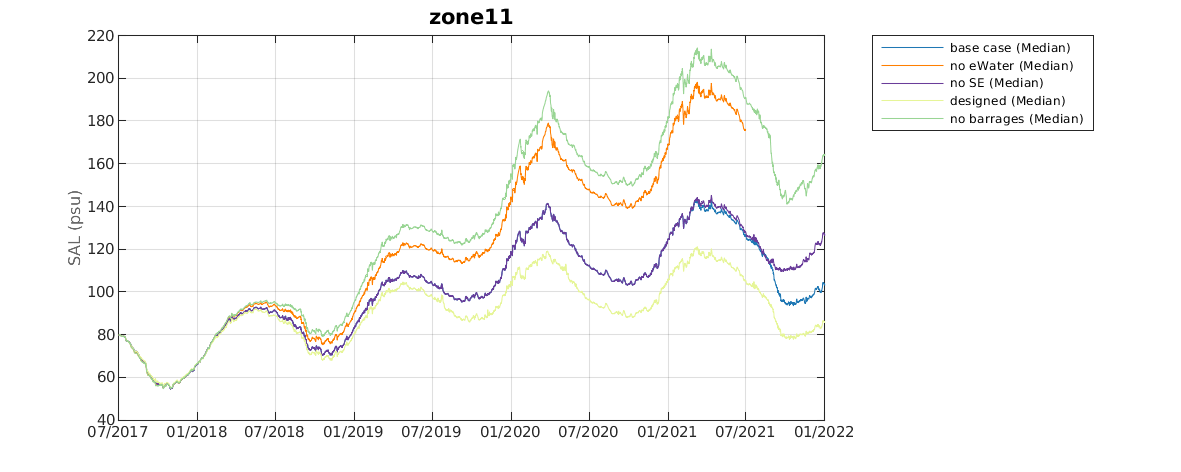 zone11
SAL (psu)
220
200
180
160
140
120
100
80
60
40
07/2017 01/2018 07/2018 01/2019 07/2019 01/2020 07/2020 01/2021 07/2021 01/2022
base case (Median)
no eWater (Median)
no SE (Median)
designed (Median)
no barrages (Median)